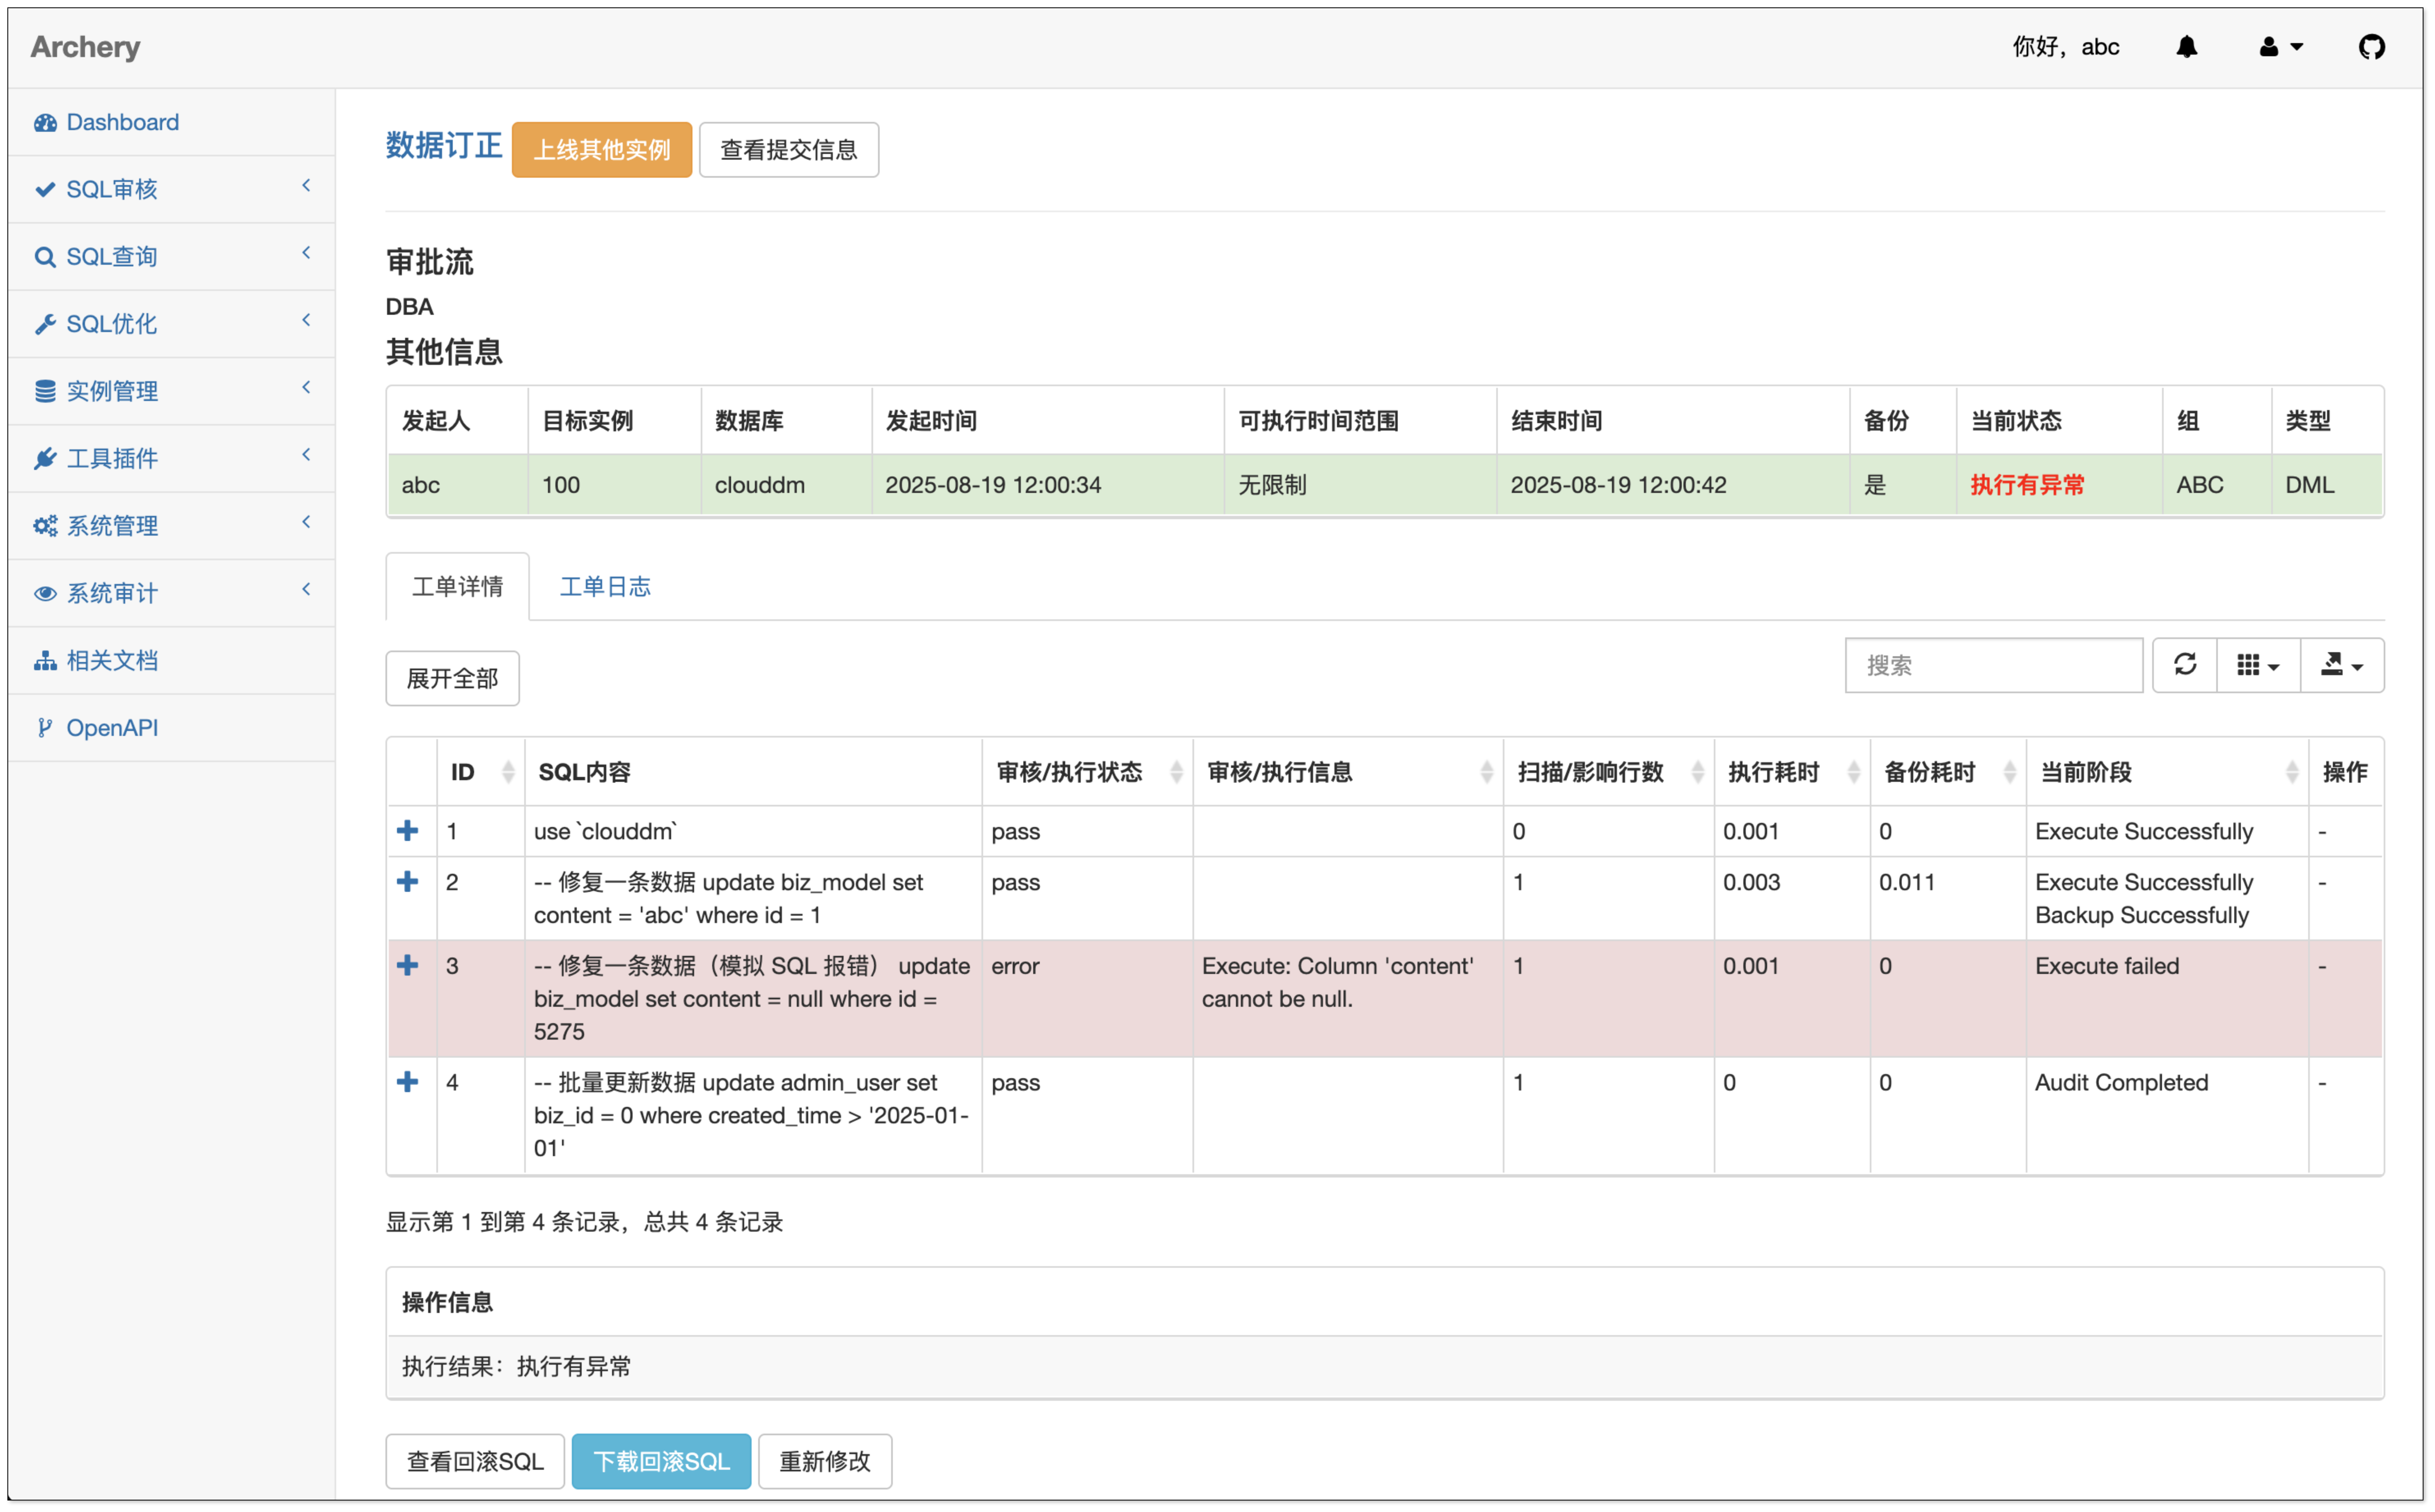 Archery
你好，abc
Dashboard
SQL审核
SQL查询
SQL优化
实例管理
工具插件
系统管理
系统审计
相关文档
OpenAPI
数据订正 上线其他实例 查看提交信息
审批流
DBA
其他信息
发起人 目标实例 数据库 发起时间 可执行时间范围 结束时间 备份 当前状态 组 类型
abc 100 clouddm 2025-08-19 12:00:34 无限制 2025-08-19 12:00:42 是 执行有异常 ABC DML
工单详情 工单日志
展开全部 搜索
ID SQL内容 审核/执行状态 审核/执行信息 扫描/影响行数 执行耗时 备份耗时 当前阶段 操作
1 use `clouddm` pass 0 0.001 0 Execute Successfully -
2 -- 修复一条数据 update biz_model set pass 1 0.003 0.011 Execute Successfully -
content = 'abc' where id = 1 Backup Successfully
3 -- 修复一条数据（模拟 SQL 报错） update error Execute: Column 'content' 1 0.001 0 Execute failed -
biz_model set content = null where id = cannot be null.
5275
4 -- 批量更新数据 update admin_user set pass 1 0 0 Audit Completed -
biz_id = 0 where created_time > '2025-01-
01'
显示第 1 到第 4 条记录，总共 4 条记录
操作信息
执行结果：执行有异常
查看回滚SQL 下载回滚SQL 重新修改